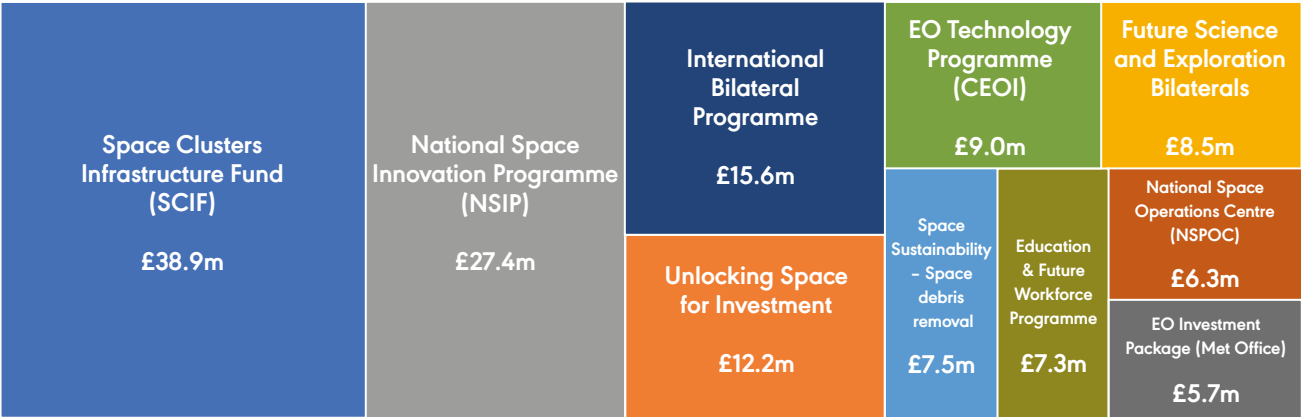 Space Clusters
Infrastructure Fund
(SCIF)
£38.9m
National Space
Innovation Programme
(NSIP)
£27.4m
International
Bilateral
Programme
£15.6m
Unlocking Space
for Investment
£12.2m
EO Technology
Programme
(CEOI)
£9.0m
Future Science
and Exploration
Bilaterals
£8.5m
Space
Sustainability
– Space
debris
removal
£7.5m
Education
& Future
Workforce
Programme
£7.3m
National Space
Operations Centre
(NSPOC)
£6.3m
EO Investment
Package (Met Office)
£5.7m